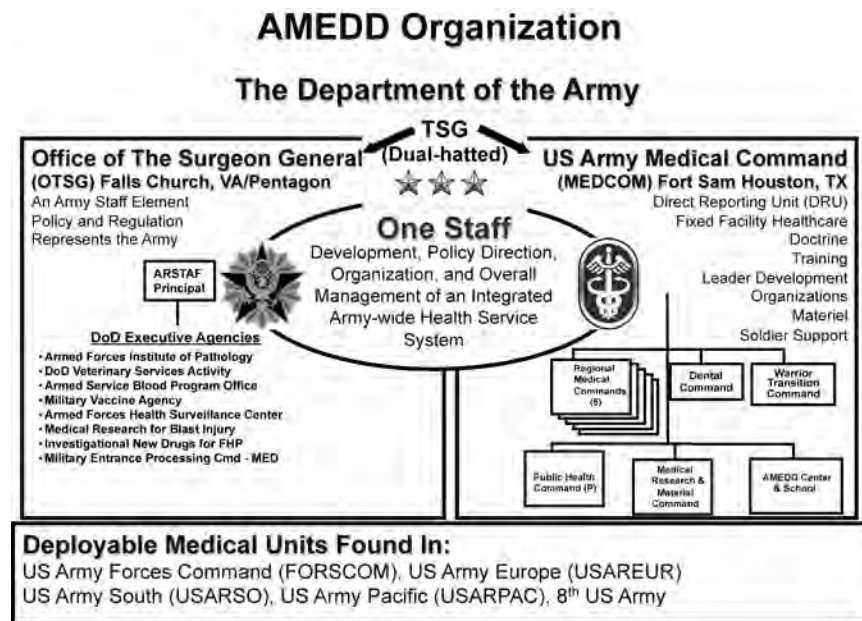 AMEDD Organization
The Department of the Army
TSG
(Dual-hatted)
Office of The Surgeon General
(OTSG) Falls Church, VA/Pentagon
An Army Staff Element
Policy and Regulation
Represents the Army
ARSTAF
Principal
DoD Executive Agencies
•Armed Forces Institute of Pathology
•DoD Veterinary Services Activity
•Armed Service Blood Program Office
•Military Vaccine Agency
•Armed Forces Health Surveillance Center
•Medical Research for Blast Injury
•Investigational New Drugs for FHP
•Military Entrance Processing Cmd - MED
One Staff
Development, Policy Direction,
Organization, and Overall
Management of an Integrated
Army-wide Health Service
System
US Army Medical Command
(MEDCOM) Fort Sam Houston, TX
Direct Reporting Unit (DRU)
Fixed Facility Healthcare
Doctrine
Training
Leader Development
Organizations
Materiel
Soldier Support
Regional
Medical
Commands
(5)
Dental
Command
Warrior
Transition
Command
Public Health
Command (P)
Medical
Research &
Material
Command
AMEDD Center
& School
Deployable Medical Units Found In:
US Army Forces Command (FORSCOM), US Army Europe (USAREUR)
US Army South (USARSO), US Army Pacific (USARPAC), 8th US Army